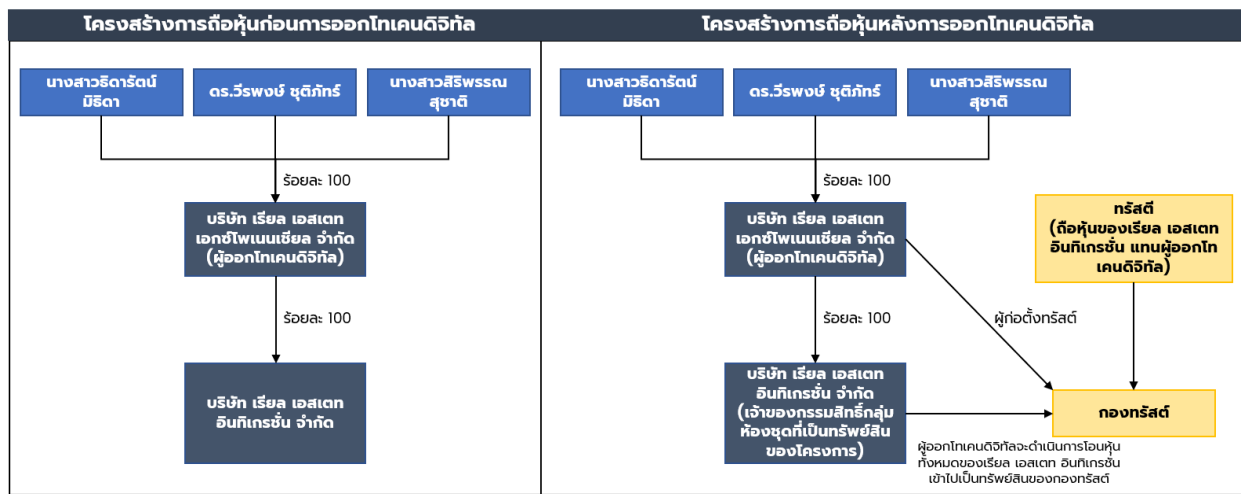 โครงสร้างการถือหุ้นก่อนการออกโทเคนดิจิทัล
นางสาวธิดารัตน์
มิธิดา
ดร.วีรพงษ์ ชุติภัทร์
นางสาวสิริพรรณ
สุชาติ
ร้อยละ 100
บริษัท เรียล เอสเตท
เอกซ์โพเนนเชียล จำกัด
(ผู้ออกโทเคนดิจิทัล)
ร้อยละ 100
บริษัท เรียล เอสเตท
อินทิเกรชั่น จำกัด
โครงสร้างการถือหุ้นหลังการออกโทเคนดิจิทัล
นางสาวธิดารัตน์
มิธิดา
ดร.วีรพงษ์ ชุติภัทร์
นางสาวสิริพรรณ
สุชาติ
ร้อยละ 100
บริษัท เรียล เอสเตท
เอกซ์โพเนนเชียล จำกัด
(ผู้ออกโทเคนดิจิทัล)
ทรัสตี
(ถือหุ้นของเรียล เอสเตท
อินทิเกรชั่น แทนผู้ออกโท
เคนดิจิทัล)
ร้อยละ 100
ผู้ก่อตั้งทรัสต์
บริษัท เรียล เอสเตท
อินทิเกรชั่น จำกัด
(เจ้าของกรรมสิทธิ์กลุ่ม
ห้องชุดที่เป็นทรัพย์สิน
ของโครงการ)
กองทรัสต์
ผู้ออกโทเคนดิจิทัลจะดำเนินการโอนหุ้น
ทั้งหมดของเรียล เอสเตท อินทิเกรชั่น
เข้าไปเป็นทรัพย์สินของกองทรัสต์